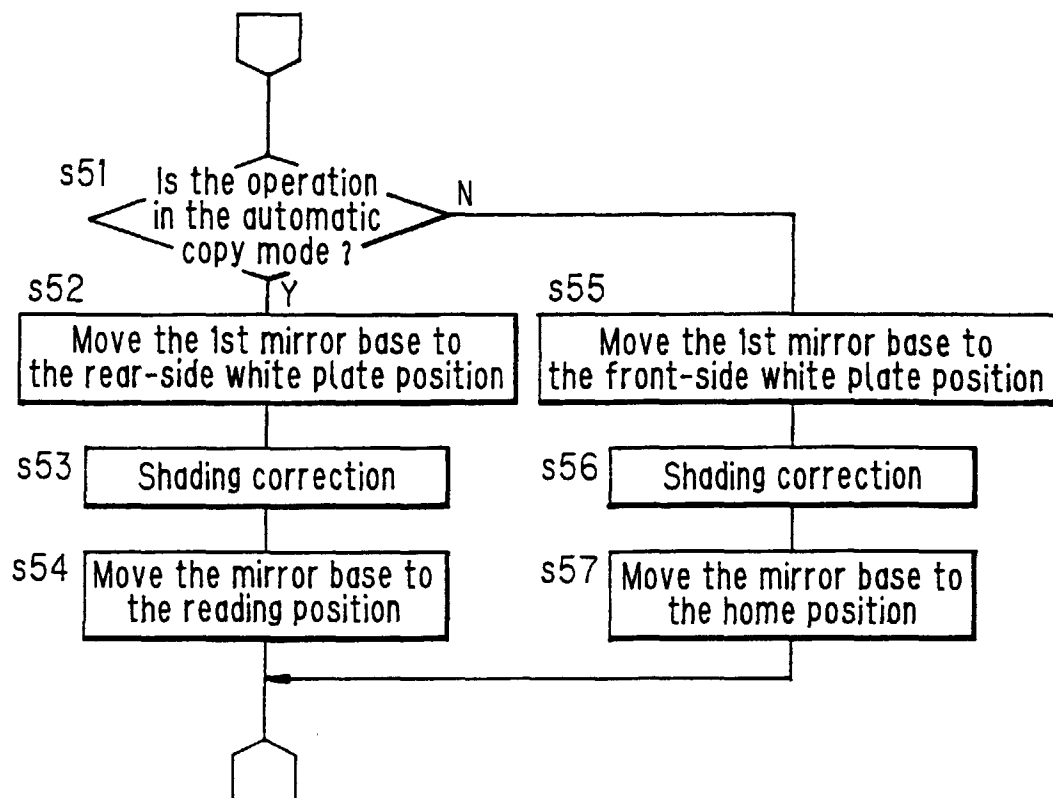 s51
Is the operation
in the automatic
copy mode ?
N
Y
s52
Move the 1st mirror base to
the rear-side white plate position
s53
Shading correction
s54
Move the mirror base to
the reading position
s55
Move the 1st mirror base to
the front-side white plate position
s56
Shading correction
s57
Move the mirror base to
the home position